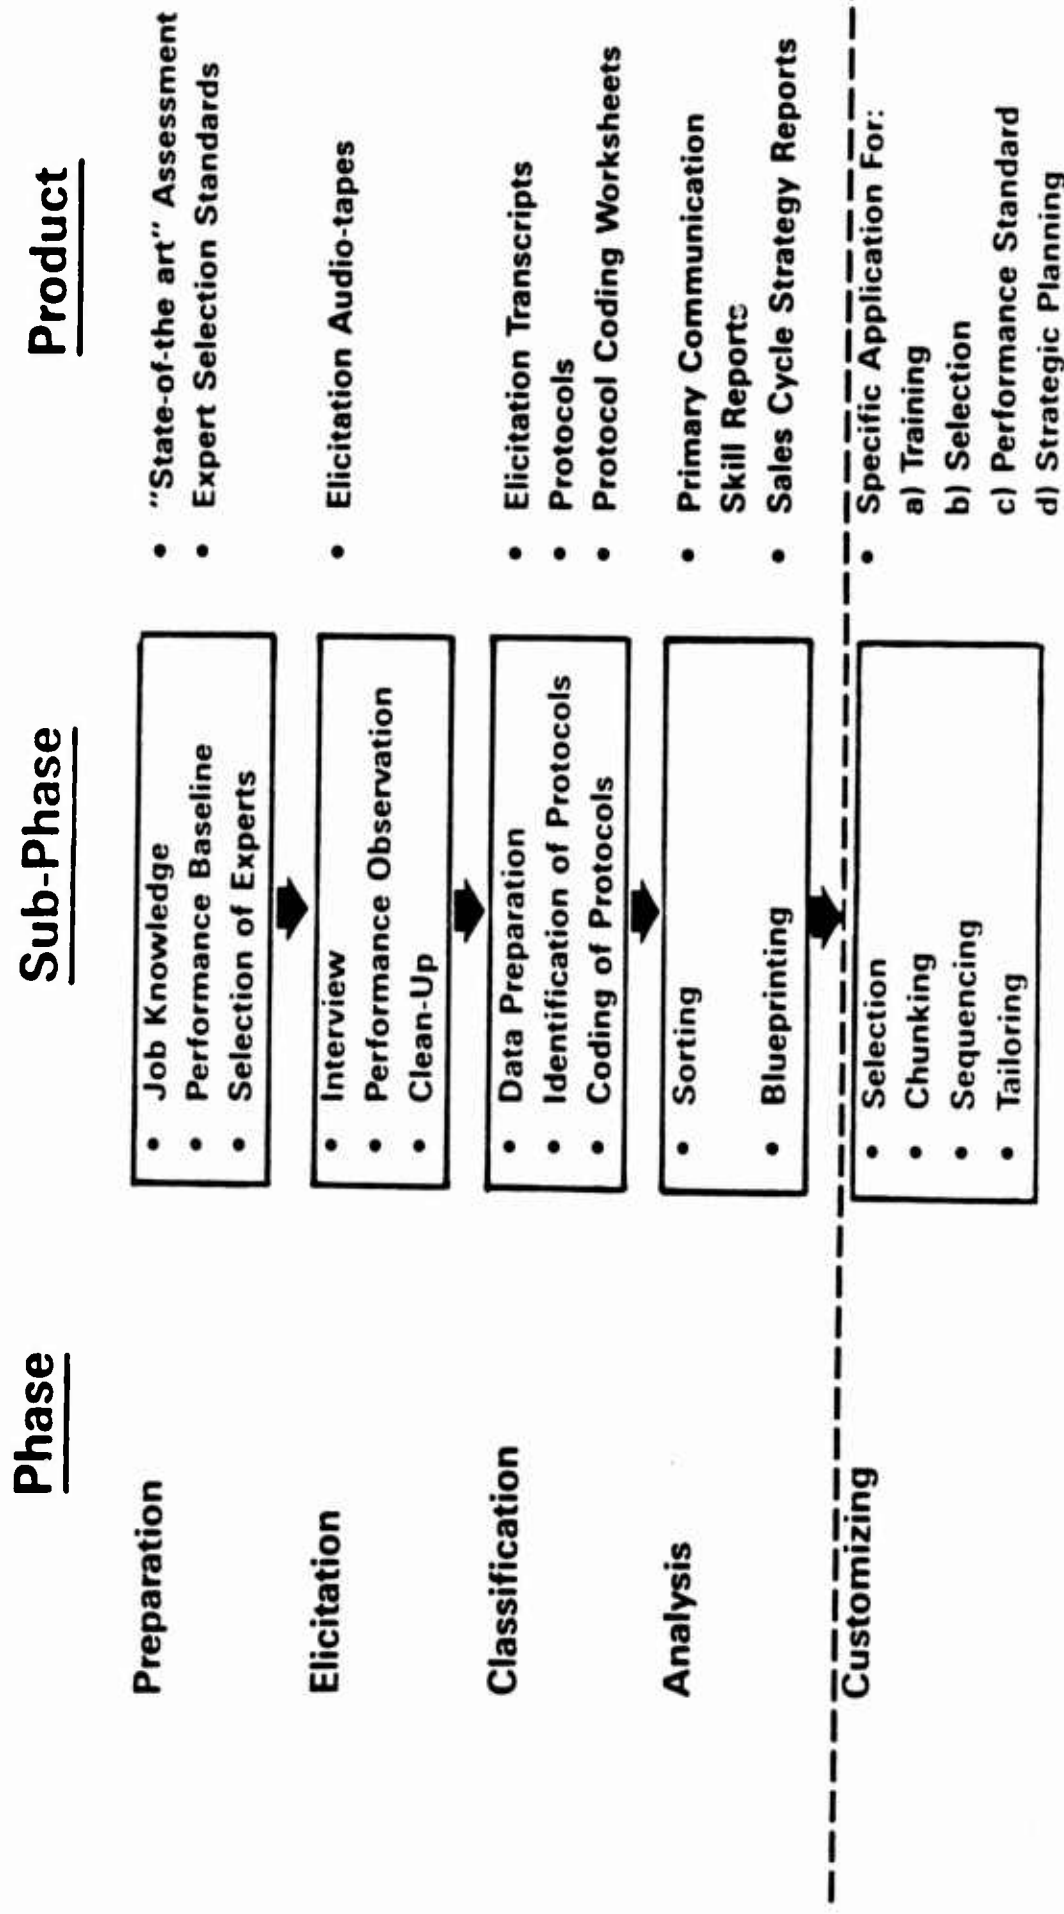 Phase
Sub-Phase
Product
Preparation
• Job Knowledge
• Performance Baseline
• Selection of Experts
• "State-of-the art" Assessment
• Expert Selection Standards
Elicitation
• Interview
• Performance Observation
• Clean-Up
• Elicitation Audio-tapes
Classification
• Data Preparation
• Identification of Protocols
• Coding of Protocols
• Elicitation Transcripts
• Protocols
• Protocol Coding Worksheets
Analysis
• Sorting
• Blueprinting
• Primary Communication
Skill Reports
• Sales Cycle Strategy Reports
Customizing
• Selection
• Chunking
• Sequencing
• Tailoring
• Specific Application For:
a) Training
b) Selection
c) Performance Standard
d) Strategic Planning